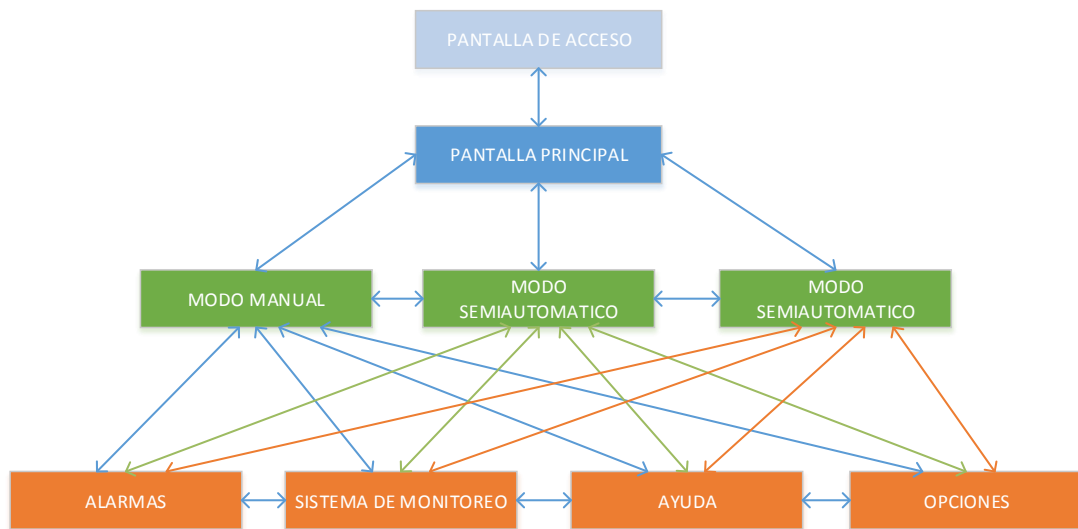 PANTALLA DE ACCESO
PANTALLA PRINCIPAL
MODO MANUAL
MODO
SEMIAUTOMATICO
MODO
SEMIAUTOMATICO
ALARMAS
SISTEMA DE MONITOREO
AYUDA
OPCIONES